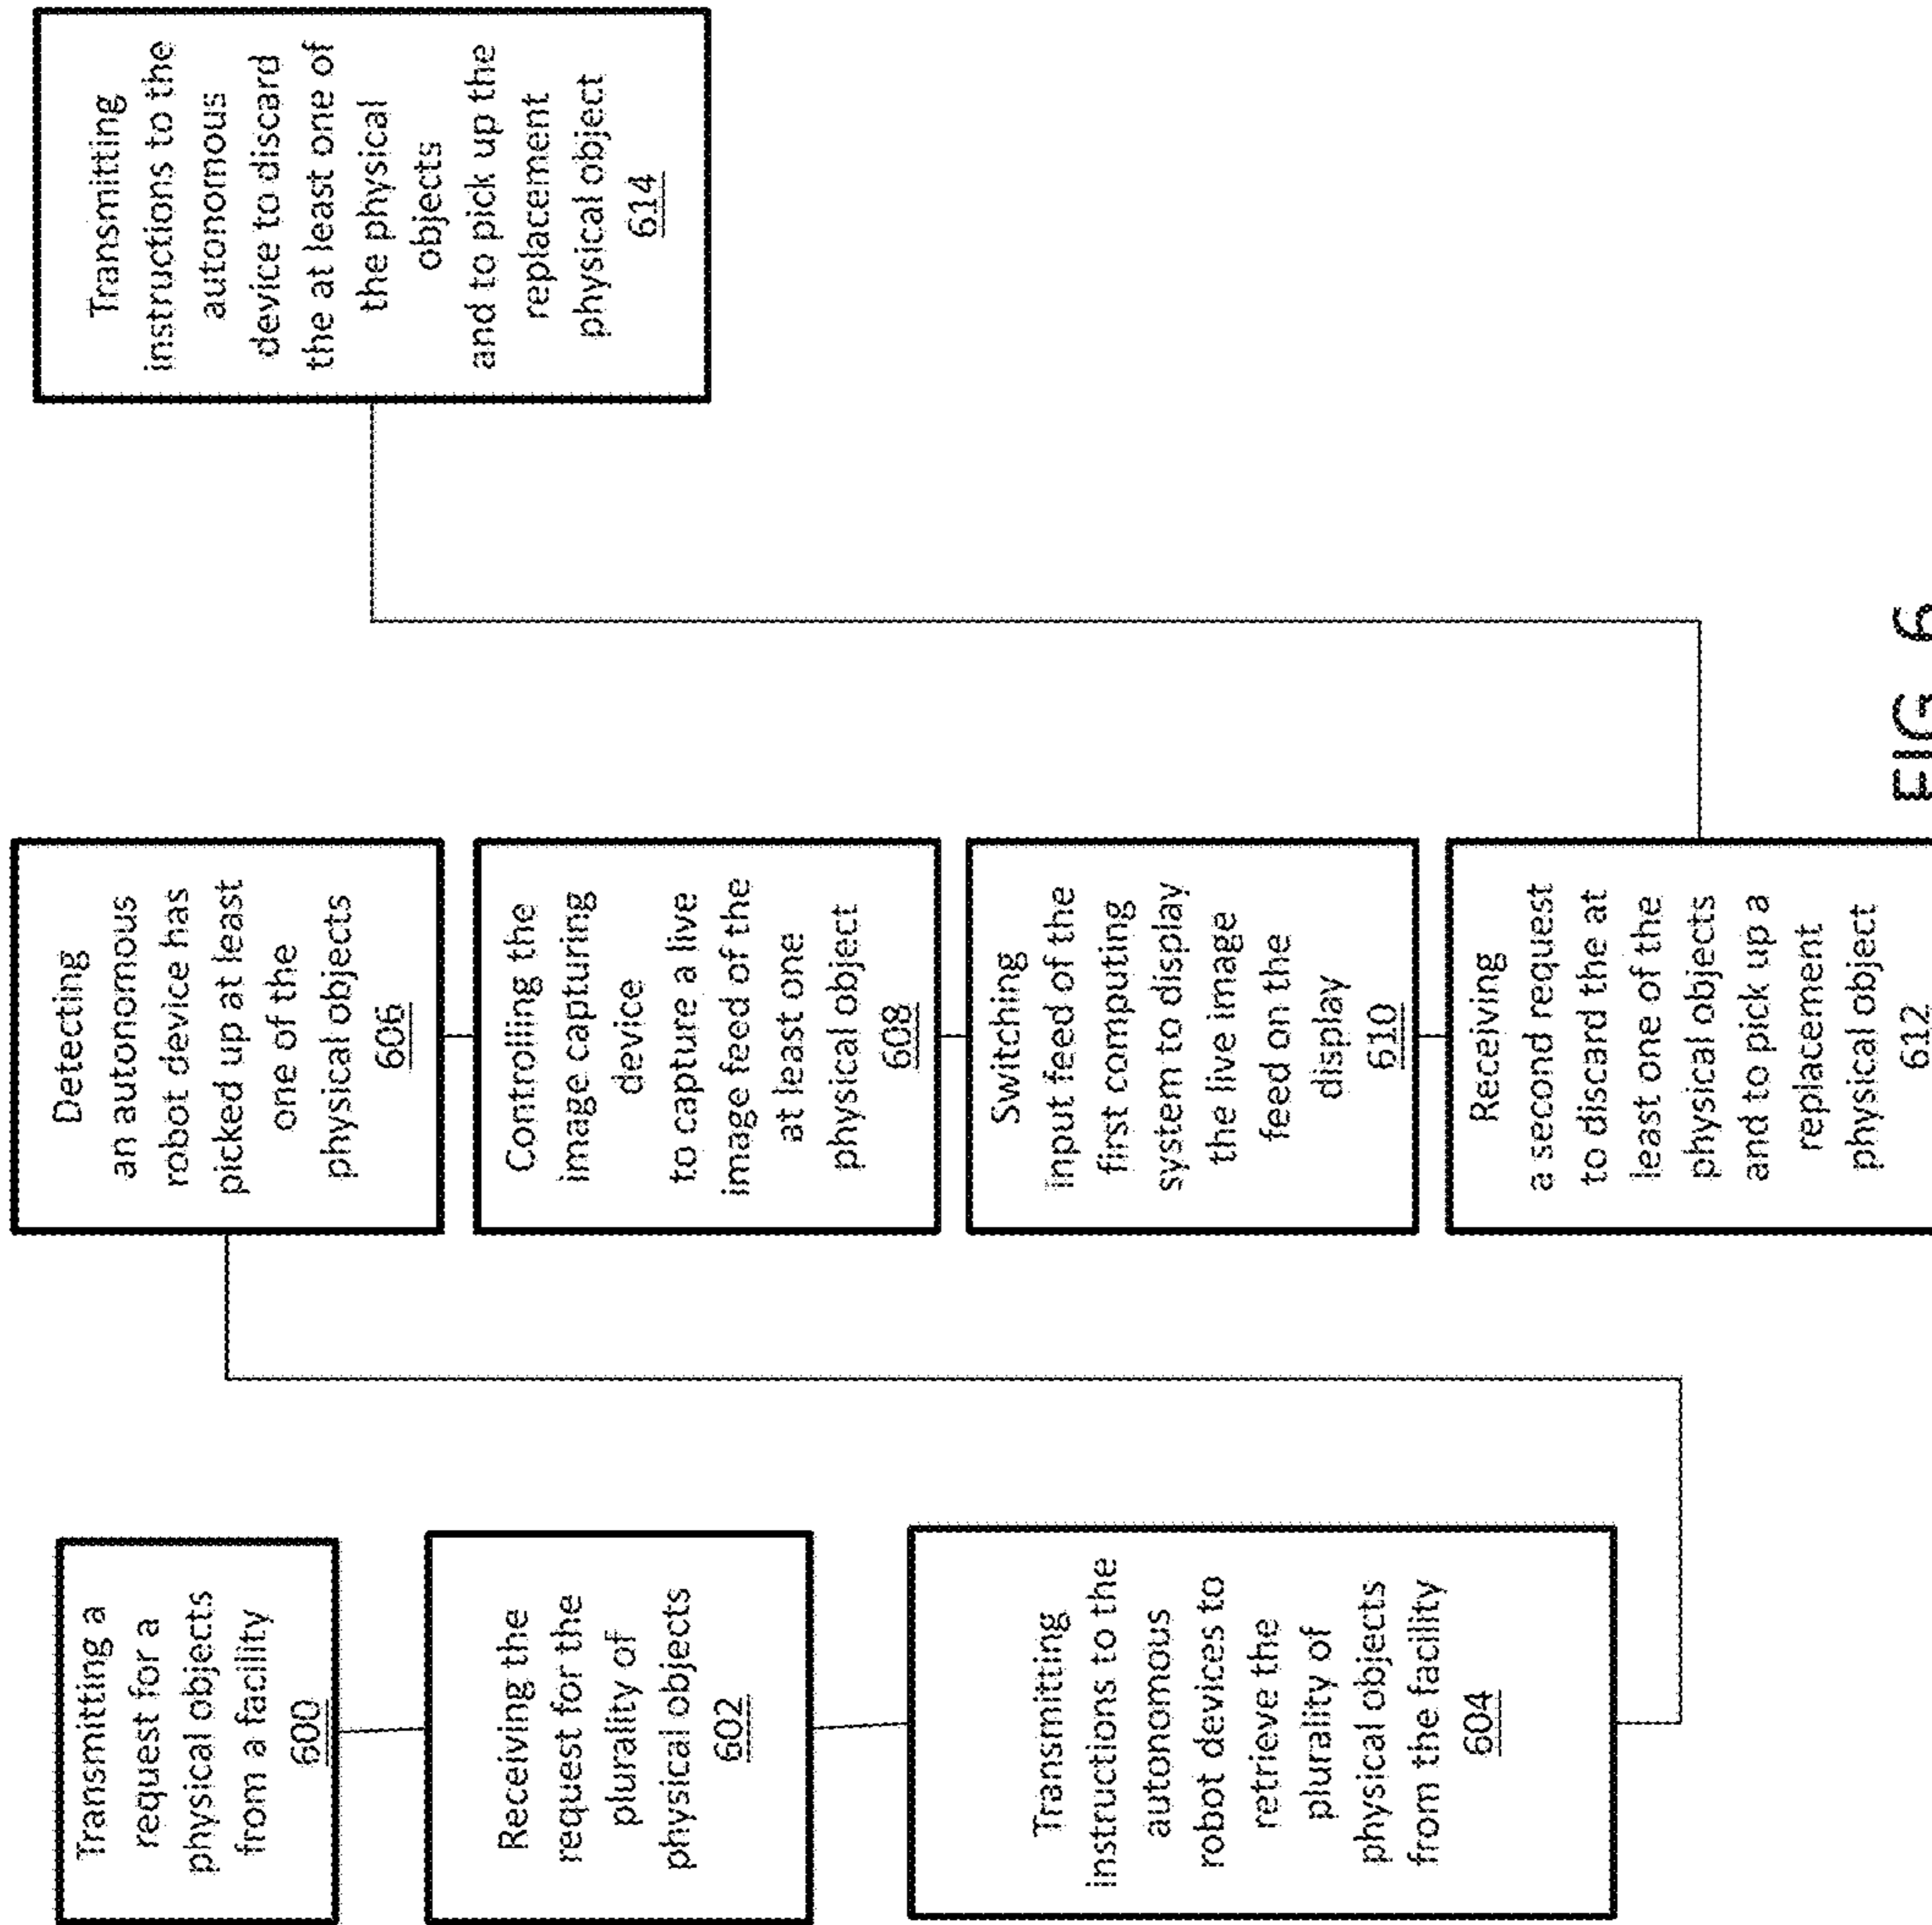 Transmitting a
request for a
physical objects
from a facility
600
Receiving the
request for the
plurality of
physical objects
602
Transmitting
instructions to the
autonomous
robot devices to
retrieve the
plurality of
physical objects
from the facility
604
Detecting
an autonomous
robot device has
picked up at least
one of the
physical objects
606
Controlling the
image capturing
device
to capture a live
image feed of the
at least one
physical object
608
Switching
input feed of the
first computing
system to display
the live image
feed on the
display
610
Receiving
a second request
to discard the at
least one of the
physical objects
and to pick up a
replacement
physical object
612
Transmitting
instructions to the
autonomous
device to discard
the at least one of
the physical
objects
and to pick up the
replacement
physical object
614
FIG. 6